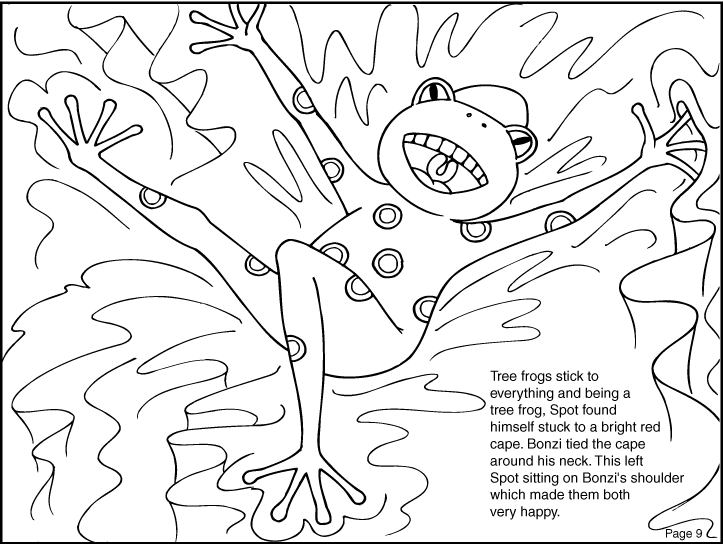 Tree frogs stick to
everything and being a
tree frog, Spot found
himself stuck to a bright red
cape. Bonzi tied the cape
around his neck. This left
Spot sitting on Bonzi's shoulder
which made them both
very happy.
Page 9